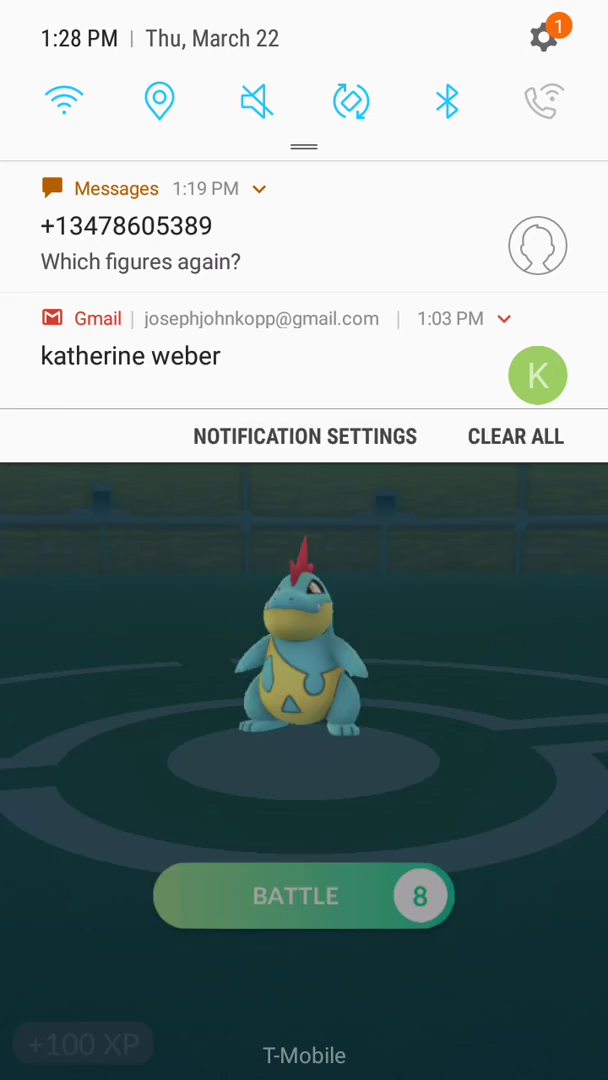 1:28 PM | Thu, March 22
1
Messages 1:19 PM
+13478605389
Which figures again?
Gmail | josephjohnkopp@gmail.com | 1:03 PM
katherine weber
K
NOTIFICATION SETTINGS CLEAR ALL
BATTLE 8
+100 XP
T-Mobile